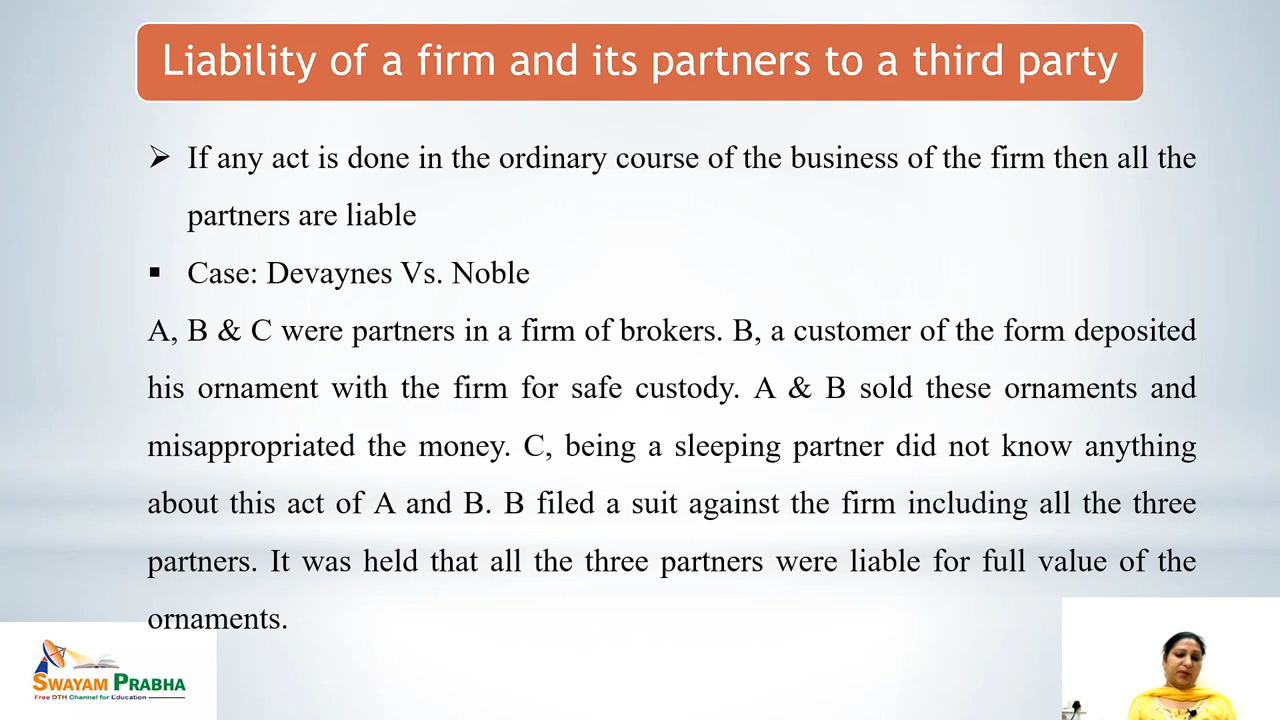 Liability of a firm and its partners to a third party
➢ If any act is done in the ordinary course of the business of the firm then all the
partners are liable
▪ Case: Devaynes Vs. Noble
A, B & C were partners in a firm of brokers. B, a customer of the form deposited
his ornament with the firm for safe custody. A & B sold these ornaments and
misappropriated the money. C, being a sleeping partner did not know anything
about this act of A and B. B filed a suit against the firm including all the three
partners. It was held that all the three partners were liable for full value of the
ornaments.
SWAYAM PRABHA
Free DTH Channel for Education